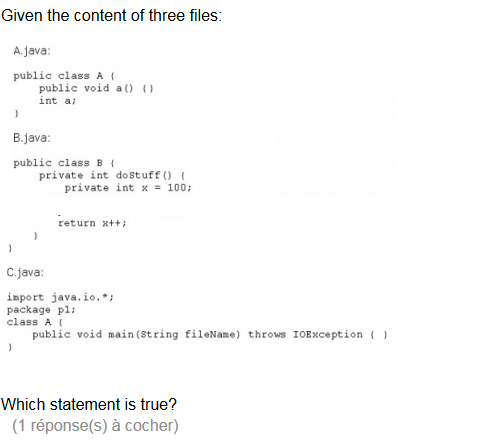 Given the content of three files:
A.java:
public class A {
public void a() {}
int a;
}
B.java:
public class B {
private int doStuff() {
private int x = 100;
return x++;
}
}
C.java:
import java.io.*;
package p1;
class A {
public void main(String fileName) throws IOException { }
}
Which statement is true?
(1 réponse(s) à cocher)